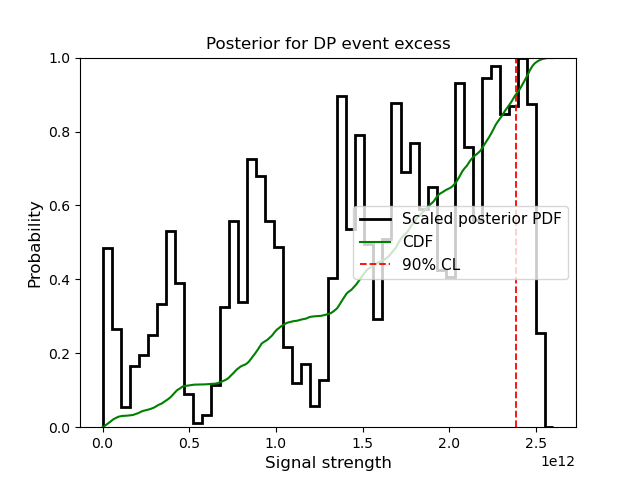 Posterior for DP event excess
Probability
1.0
0.8
0.6
0.4
0.2
0.0
Scaled posterior PDF
CDF
90% CL
0.0 0.5 1.0 1.5 2.0 2.5
1e12
Signal strength